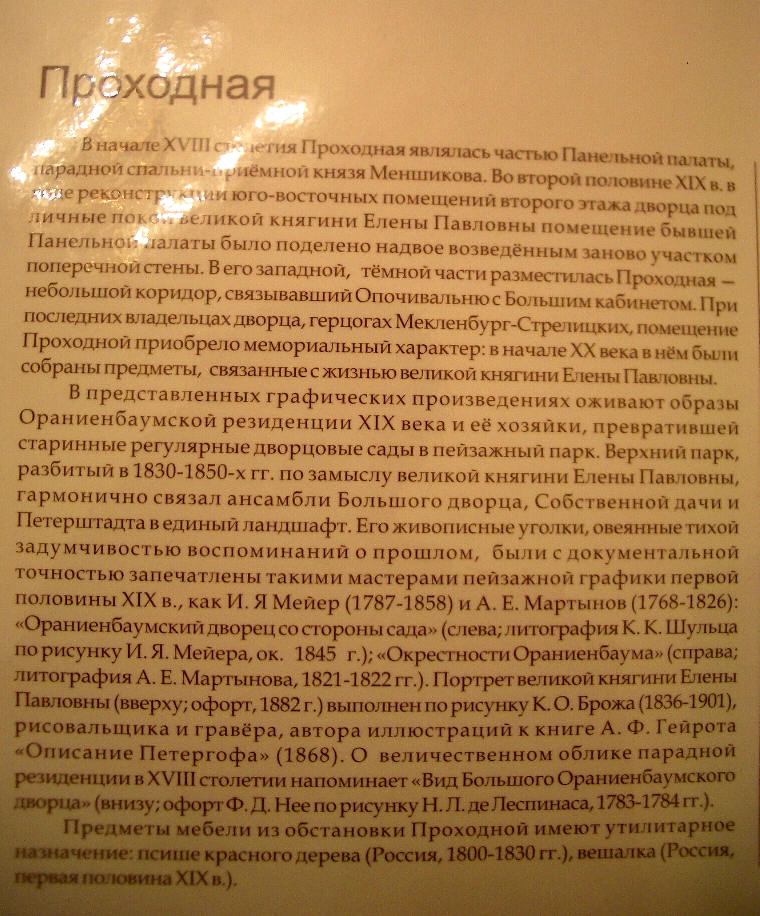 Проходная
В начале XVIII столетия Проходная являлась частью Панельной палаты,
парадной спальни-приёмной князя Меншикова. Во второй половине XIX в. в
ходе реконструкции юго-восточных помещений второго этажа дворца под
личные покои великой княгини Елены Павловны помещение бывшей
Панельной палаты было поделено надвое возведённым заново участком
поперечной стены. В его западной, тёмной части разместилась Проходная –
небольшой коридор, связывавший Опочивальню с Большим кабинетом. При
последних владельцах дворца, герцогах Мекленбург-Стрелицких, помещение
Проходной приобрело мемориальный характер: в начале XX века в нём были
собраны предметы, связанные с жизнью великой княгини Елены Павловны.
В представленных графических произведениях оживают образы
Ораниенбаумской резиденции XIX века и её хозяйки, превратившей
старинные регулярные дворцовые сады в пейзажный парк. Верхний парк,
разбитый в 1830-1850-х гг. по замыслу великой княгини Елены Павловны,
гармонично связал ансамбли Большого дворца, Собственной дачи и
Петерштадта в единый ландшафт. Его живописные уголки, овеянные тихой
задумчивостью воспоминаний о прошлом, были с документальной
точностью запечатлены такими мастерами пейзажной графики первой
половины XIX в., как И. Я Мейер (1787-1858) и А. Е. Мартынов (1768-1826):
«Ораниенбаумский дворец со стороны сада» (слева; литография К. К. Шульца
по рисунку И. Я. Мейера, ок. 1845 г.); «Окрестности Ораниенбаума» (справа;
литография А. Е. Мартынова, 1821-1822 гг.). Портрет великой княгини Елены
Павловны (вверху; офорт, 1882 г.) выполнен по рисунку К. О. Брожа (1836-1901),
рисовальщика и гравёра, автора иллюстраций к книге А. Ф. Гейрота
«Описание Петергофа» (1868). О величественном облике парадной
резиденции в XVIII столетии напоминает «Вид Большого Ораниенбаумского
дворца» (внизу; офорт Ф. Д. Нее по рисунку Н. Л. де Леспинаса, 1783-1784 гг.).
Предметы мебели из обстановки Проходной имеют утилитарное
назначение: псише красного дерева (Россия, 1800-1830 гг.), вешалка (Россия,
первая половина XIX в.).